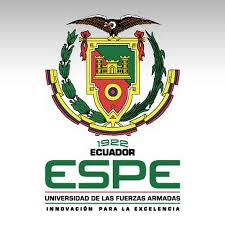 1922
ECUADOR
ESPE
UNIVERSIDAD DE LAS FUERZAS ARMADAS
INNOVACIÓN PARA LA EXCELENCIA